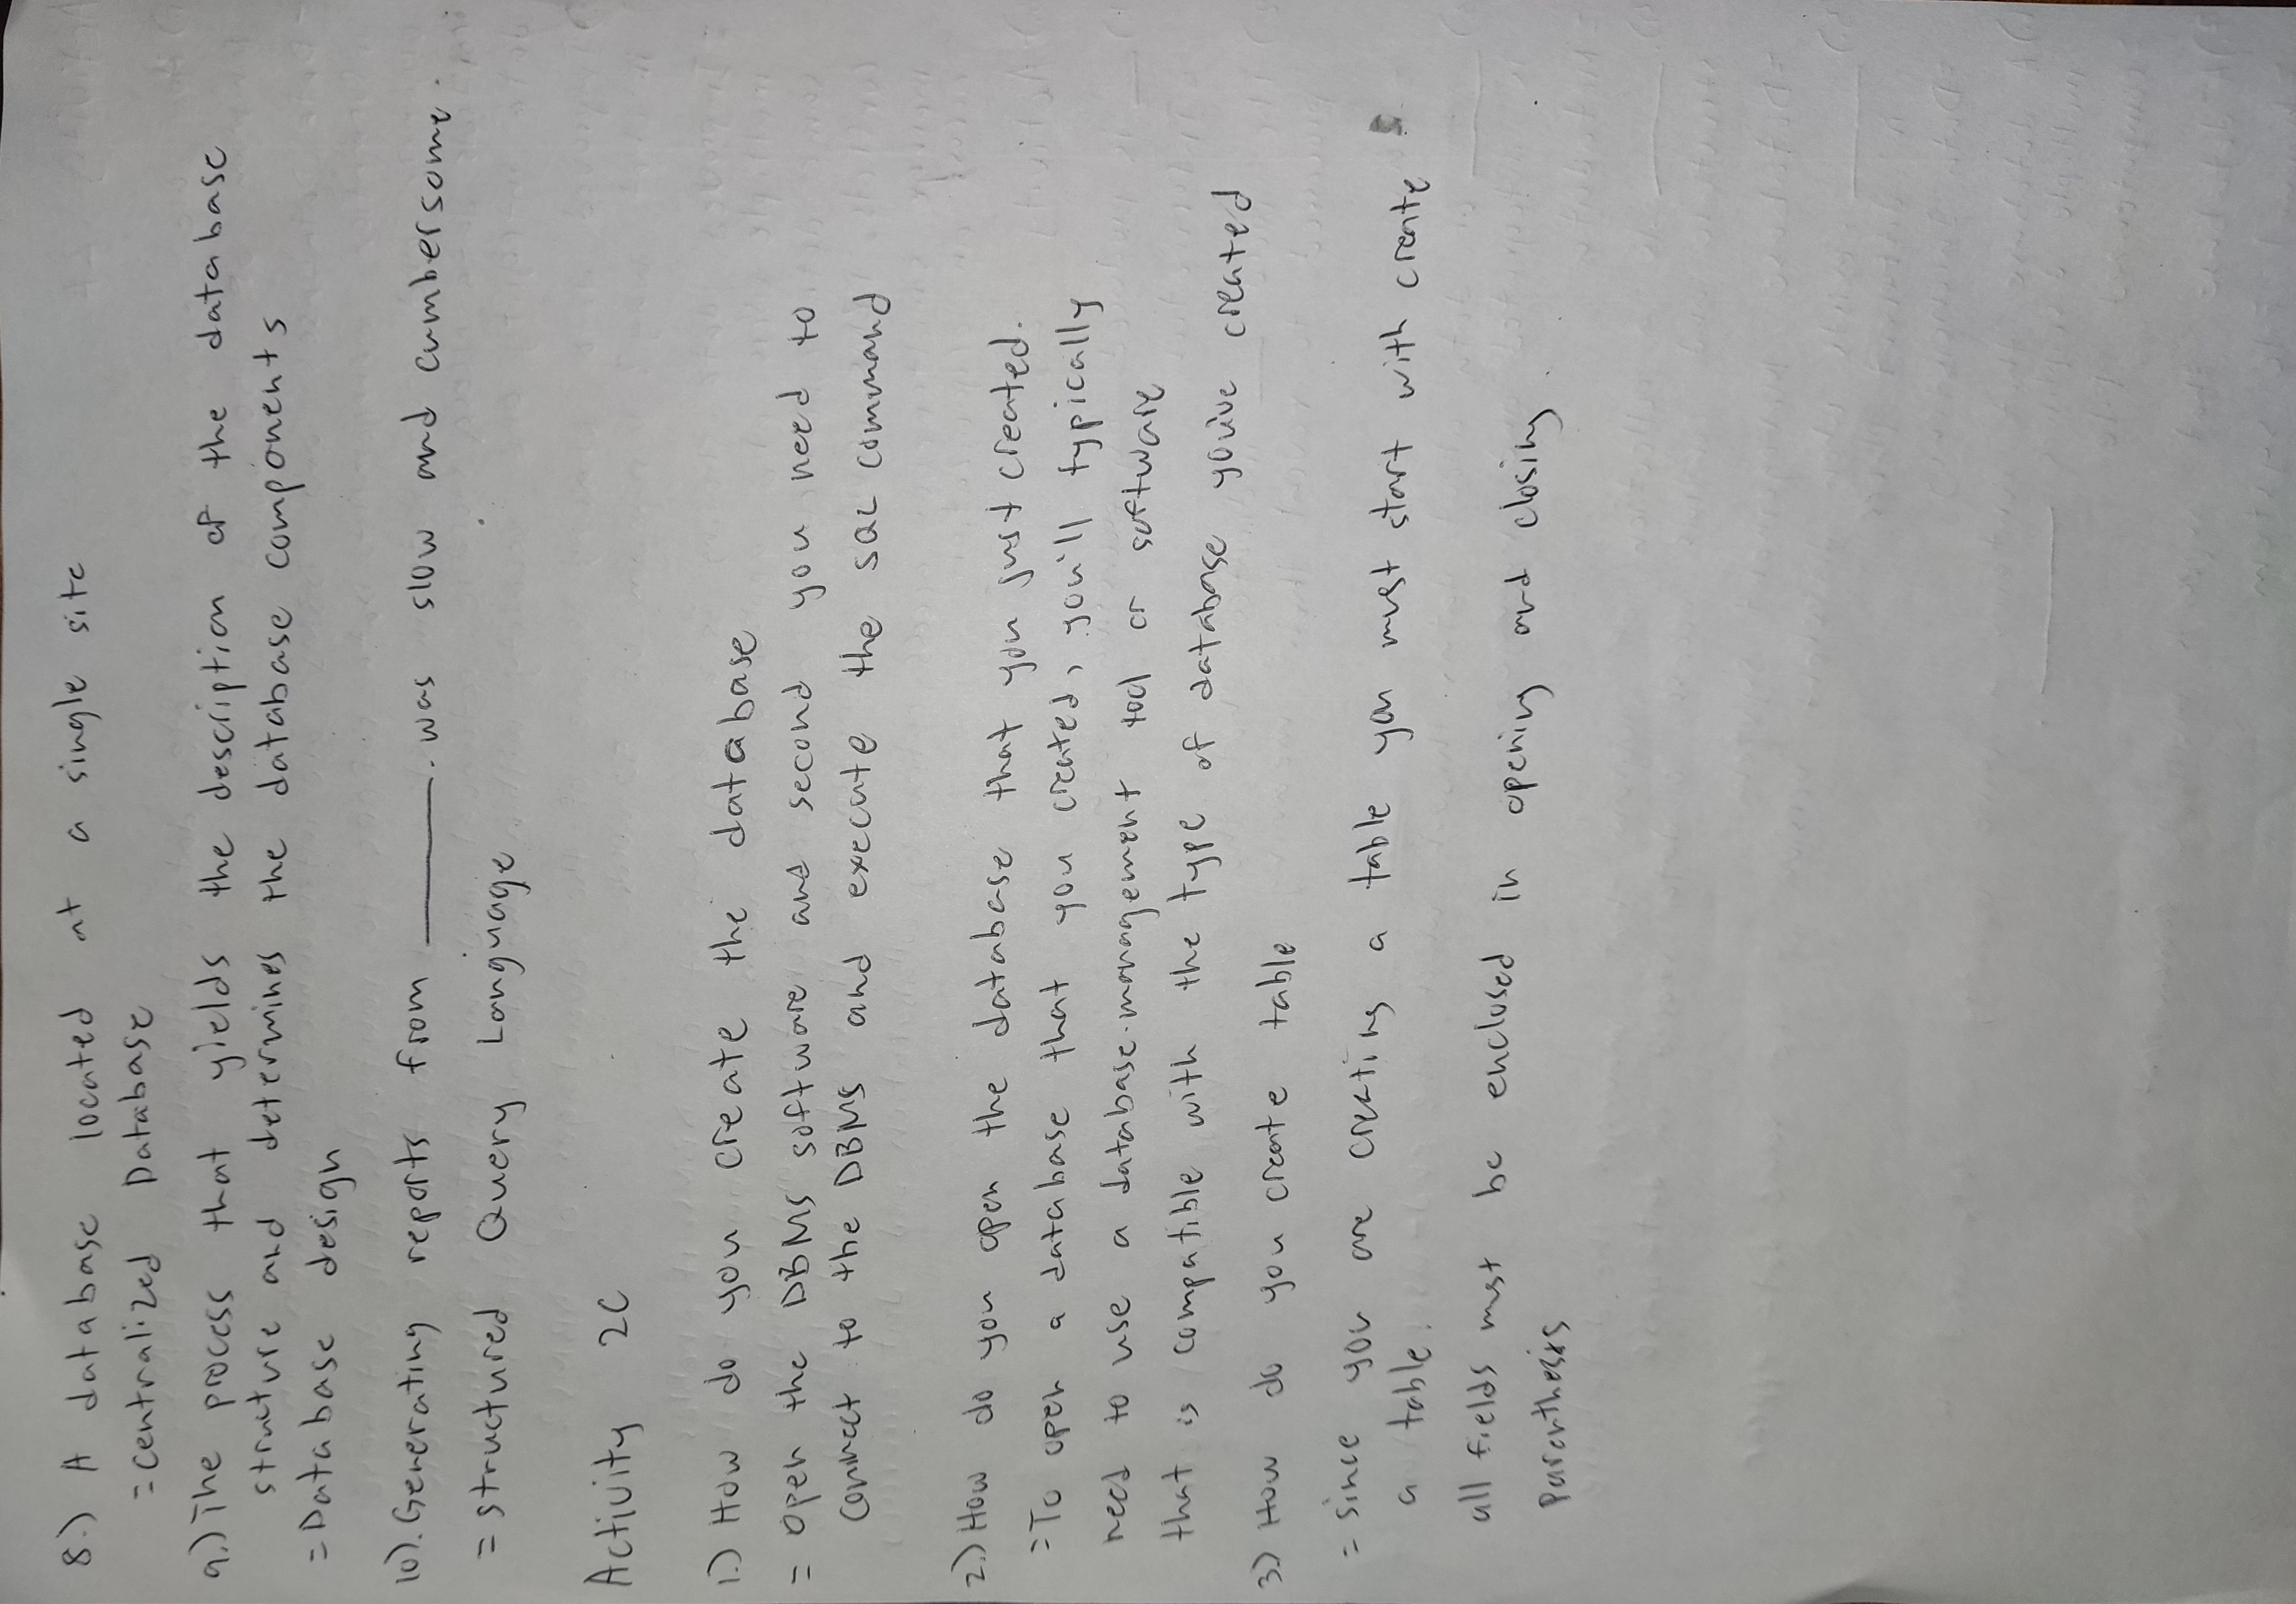 8.) A database located at a single site
= Centralized Database
9.) The process that yields the description of the database
structure and determines the database components
= Database design
10). Generating reports from ______. was slow and cumbersome.
= Structured Query Language
Activity 2C
1.) How do you create the database
= Open the DBMS software and second you need to
connect to the DBMS and execute the SQL command
2.) How do you open the database that you just created.
= To open a database that you created, you'll typically
need to use a database management tool or software
that is compatible with the type of database you've created
3.) How do you create table
= Since you are creating a table you must start with create
a table.
all fields must be enclosed in opening and closing
parenthesis